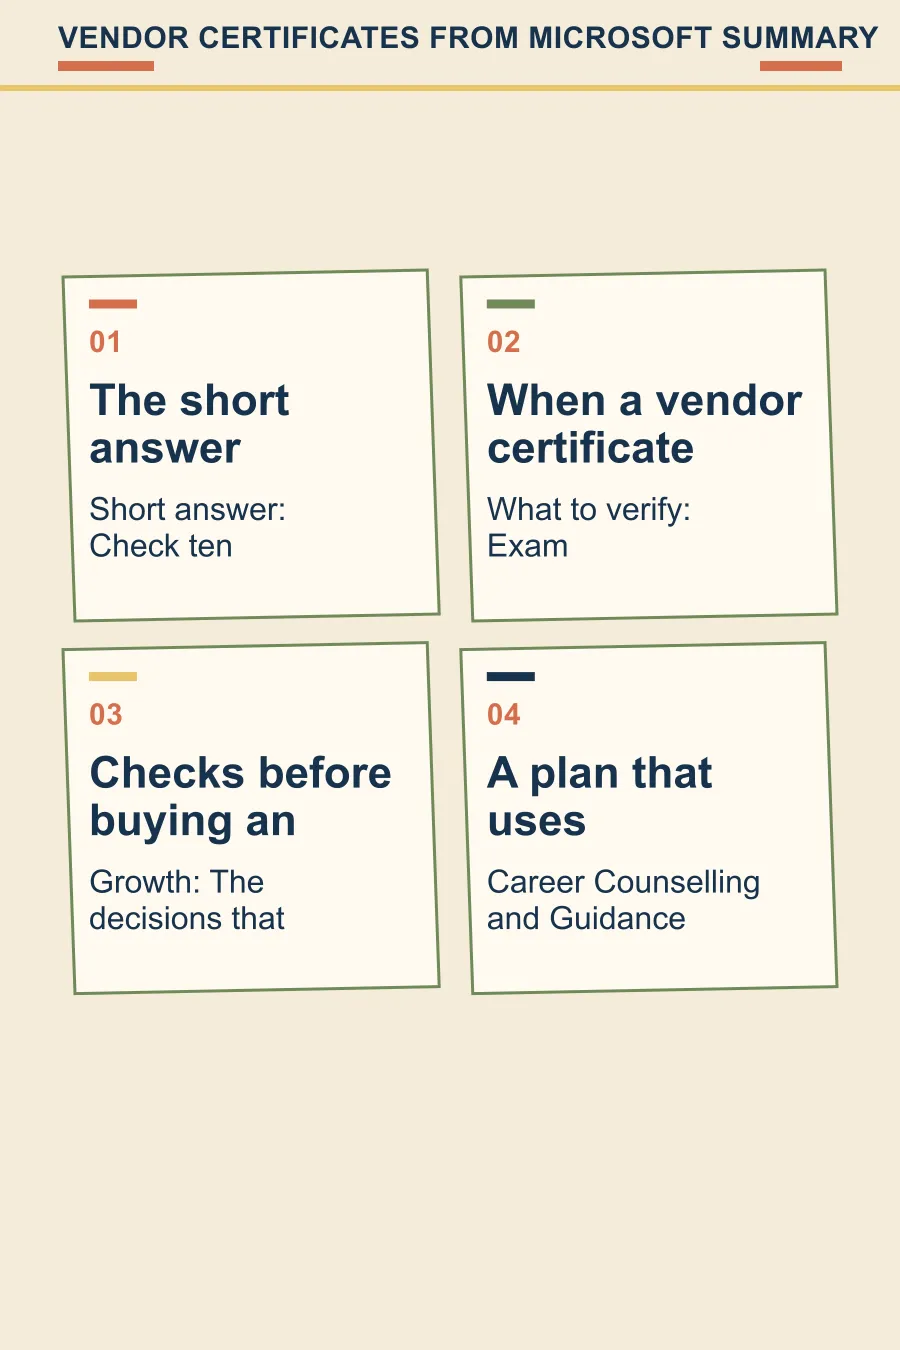 VENDOR CERTIFICATES FROM MICROSOFT SUMMARY
01
The short
answer
Short answer:
Check ten
02
When a vendor
certificate
What to verify:
Exam
03
Checks before
buying an
Growth: The
decisions that
04
A plan that
uses
Career Counselling
and Guidance